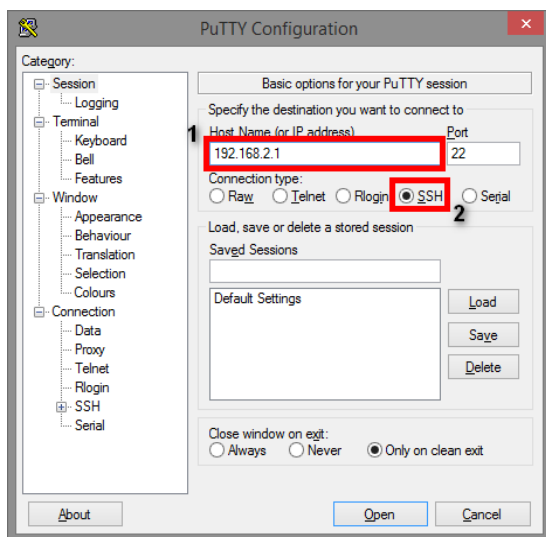 PuTTY Configuration
Category:
Session
Logging
Terminal
Keyboard
Bell
Features
Window
Appearance
Behaviour
Translation
Selection
Colours
Connection
Data
Proxy
Telnet
Rlogin
SSH
Serial
Basic options for your PuTTY session
Specify the destination you want to connect to
Host Name (or IP address) Port
1 192.168.2.1 22
Connection type:
Raw Telnet Rlogin SSH Serial
2
Load, save or delete a stored session
Saved Sessions
Default Settings
Load
Save
Delete
Close window on exit:
Always Never Only on clean exit
About Open Cancel